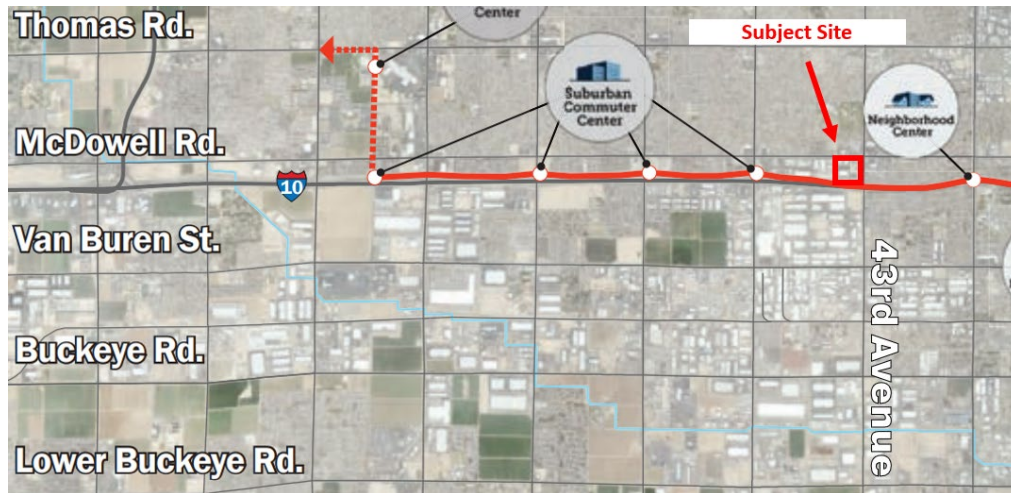 Center
Thomas Rd.
Subject Site
Suburban
Commuter
Center
Neighborhood
Center
McDowell Rd.
10
Van Buren St.
43rd Avenue
Buckeye Rd.
Lower Buckeye Rd.